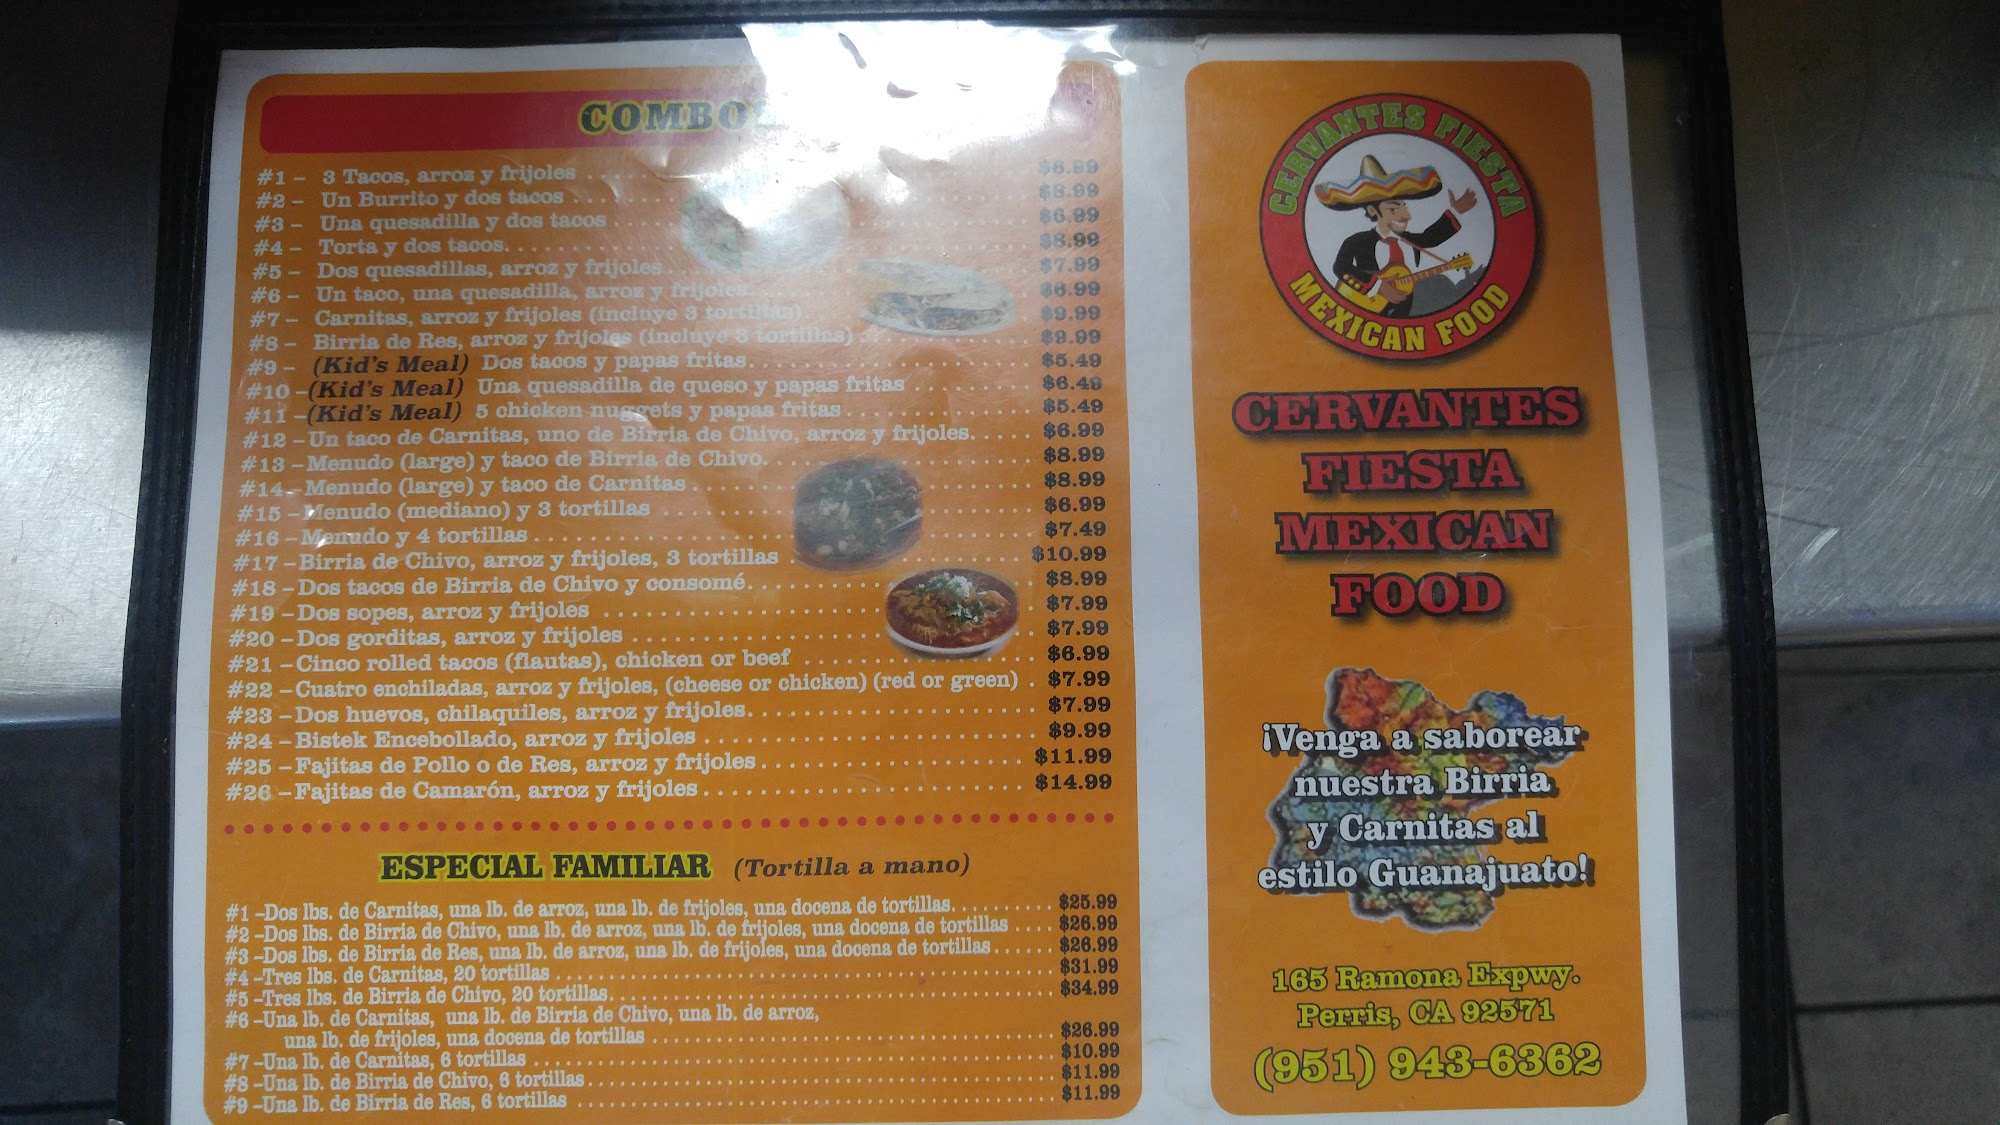 COMBOS
#1 - 3 Tacos, arroz y frijoles $6.99
#2 - Un Burrito y dos tacos $8.99
#3 - Una quesadilla y dos tacos $6.99
#4 - Torta y dos tacos $8.99
#5 - Dos quesadillas, arroz y frijoles $7.99
#6 - Un taco, una quesadilla, arroz y frijoles $6.99
#7 - Carnitas, arroz y frijoles (incluye 3 tortillas) $9.99
#8 - Birria de Res, arroz y frijoles (incluye 3 tortillas) $9.99
#9 - (Kid's Meal) Dos tacos y papas fritas $5.49
#10 - (Kid's Meal) Una quesadilla de queso y papas fritas $6.49
#11 - (Kid's Meal) 5 chicken nuggets y papas fritas $5.49
#12 - Un taco de Carnitas, uno de Birria de Chivo, arroz y frijoles $6.99
#13 - Menudo (large) y taco de Birria de Chivo $8.99
#14 - Menudo (large) y taco de Carnitas $8.99
#15 - Menudo (mediano) y 3 tortillas $6.99
#16 - Menudo y 4 tortillas $7.49
#17 - Birria de Chivo, arroz y frijoles, 3 tortillas $10.99
#18 - Dos tacos de Birria de Chivo y consomé $8.99
#19 - Dos sopes, arroz y frijoles $7.99
#20 - Dos gorditas, arroz y frijoles $7.99
#21 - Cinco rolled tacos (flautas), chicken or beef $6.99
#22 - Cuatro enchiladas, arroz y frijoles, (cheese or chicken) (red or green) $7.99
#23 - Dos huevos, chilaquiles, arroz y frijoles $7.99
#24 - Bistek Encebollado, arroz y frijoles $9.99
#25 - Fajitas de Pollo o de Res, arroz y frijoles $11.99
#26 - Fajitas de Camarón, arroz y frijoles $14.99
ESPECIAL FAMILIAR (Tortilla a mano)
#1 -Dos lbs. de Carnitas, una lb. de arroz, una lb. de frijoles, una docena de tortillas $25.99
#2 -Dos lbs. de Birria de Chivo, una lb. de arroz, una lb. de frijoles, una docena de tortillas $26.99
#3 -Dos lbs. de Birria de Res, una lb. de arroz, una lb. de frijoles, una docena de tortillas $26.99
#4 -Tres lbs. de Carnitas, 20 tortillas $31.99
#5 -Tres lbs. de Birria de Chivo, 20 tortillas $34.99
#6 -Una lb. de Carnitas, una lb. de Birria de Chivo, una lb. de arroz,
una lb. de frijoles, una docena de tortillas $26.99
#7 -Una lb. de Carnitas, 6 tortillas $10.99
#8 -Una lb. de Birria de Chivo, 6 tortillas $11.99
#9 -Una lb. de Birria de Res, 6 tortillas $11.99
CERVANTES FIESTA
MEXICAN FOOD
CERVANTES
FIESTA
MEXICAN
FOOD
¡Venga a saborear
nuestra Birria
y Carnitas al
estilo Guanajuato!
165 Ramona Expwy.
Perris, CA 92571
(951) 943-6362